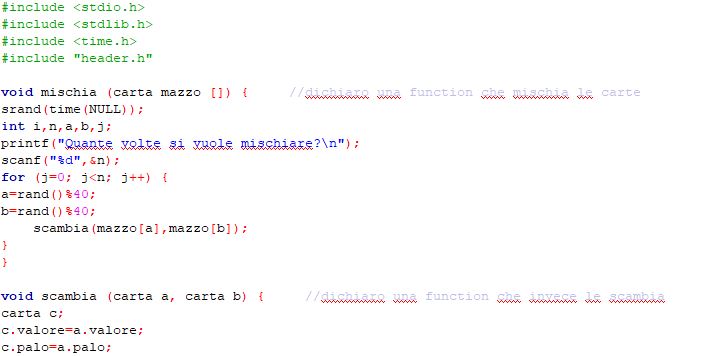 #include <stdio.h>
#include <stdlib.h>
#include <time.h>
#include "header.h"
void mischia (carta mazzo []) { //dichiaro una function che mischia le carte
srand(time(NULL));
int i,n,a,b,j;
printf("Quante volte si vuole mischiare?\n");
scanf("%d",&n);
for (j=0; j<n; j++) {
a=rand()%40;
b=rand()%40;
scambia(mazzo[a],mazzo[b]);
}
}
void scambia (carta a, carta b) { //dichiaro una function che invece le scambia
carta c;
c.valore=a.valore;
c.palo=a.palo;